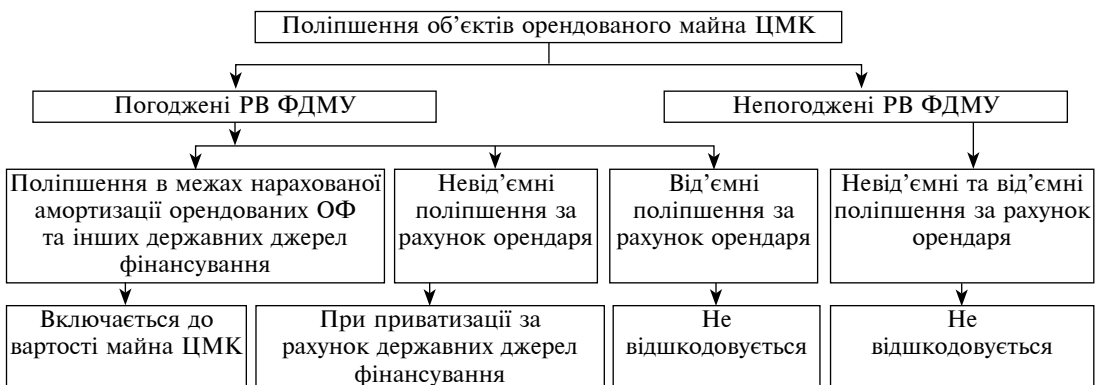 Поліпшення об’єктів орендованого майна ЦМК
Погоджені РВ ФДМУ
Непогоджені РВ ФДМУ
Поліпшення в межах нарахованої
амортизації орендованих ОФ
та інших державних джерел
фінансування
Невід’ємні
поліпшення за
рахунок орендаря
Від’ємні
поліпшення за
рахунок орендаря
Невід’ємні та від’ємні
поліпшення за рахунок
орендаря
Включається до
вартості майна ЦМК
При приватизації за
рахунок державних джерел
фінансування
Не
відшкодовується
Не
відшкодовується